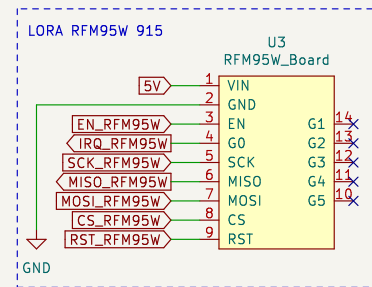 LORA RFM95W 915
U3
RFM95W_Board
5V 1 VIN
2 GND
EN_RFM95W 3 EN G1 14
IRQ_RFM95W 4 G0 G2 13
SCK_RFM95W 5 SCK G3 12
MISO_RFM95W 6 MISO G4 11
MOSI_RFM95W 7 MOSI G5 10
CS_RFM95W 8 CS
RST_RFM95W 9 RST
GND